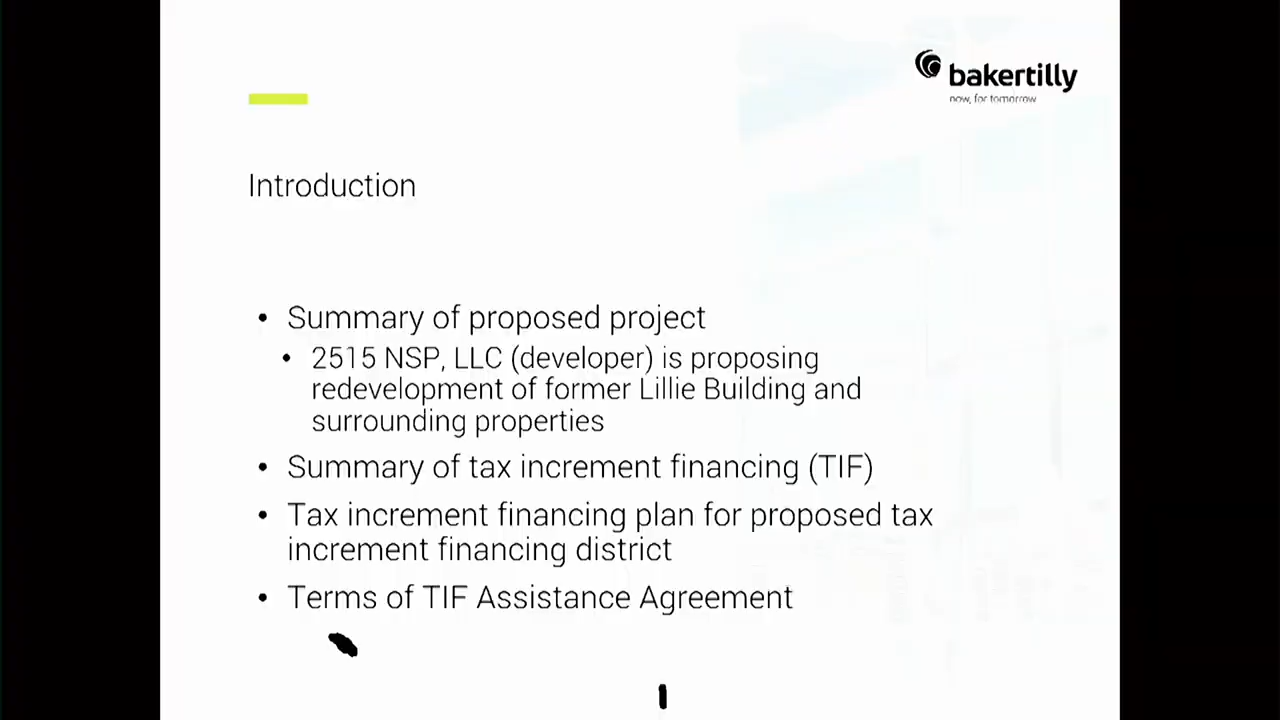 bakertilly
now, for tomorrow
Introduction
• Summary of proposed project
• 2515 NSP, LLC (developer) is proposing
redevelopment of former Lillie Building and
surrounding properties
• Summary of tax increment financing (TIF)
• Tax increment financing plan for proposed tax
increment financing district
• Terms of TIF Assistance Agreement